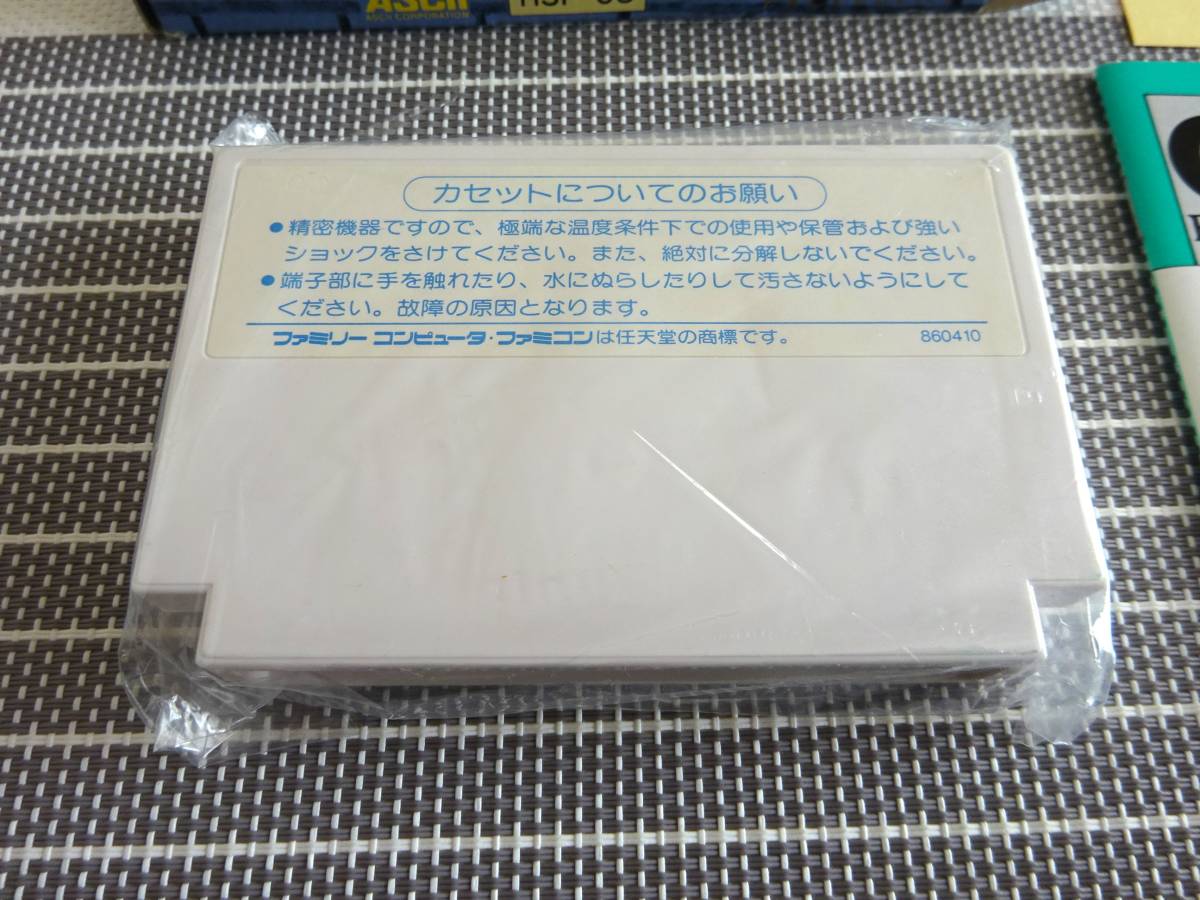 ASCII
ASCII CORPORATION
カセットについてのお願い
●精密機器ですので、極端な温度条件下での使用や保管および強い
ショックをさけてください。また、絶対に分解しないでください。
●端子部に手を触れたり、水にぬらしたりして汚さないようにして
ください。故障の原因となります。
ファミリー コンピュータ・ファミコンは任天堂の商標です。 860410